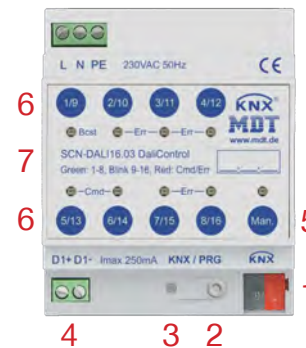 L N PE 230VAC 50Hz CE
6 1/9 2/10 3/11 4/12 KNX
Bcst Err Err MDT
www.mdt.de
7 SCN-DALI16.03 DaliControl
Green: 1-8, Blink 9-16, Red: Cmd/Err
Cmd Err
6 5/13 6/14 7/15 8/16 Man. 5
D1+ D1- Imax 250mA KNX / PRG KNX
4 3 2